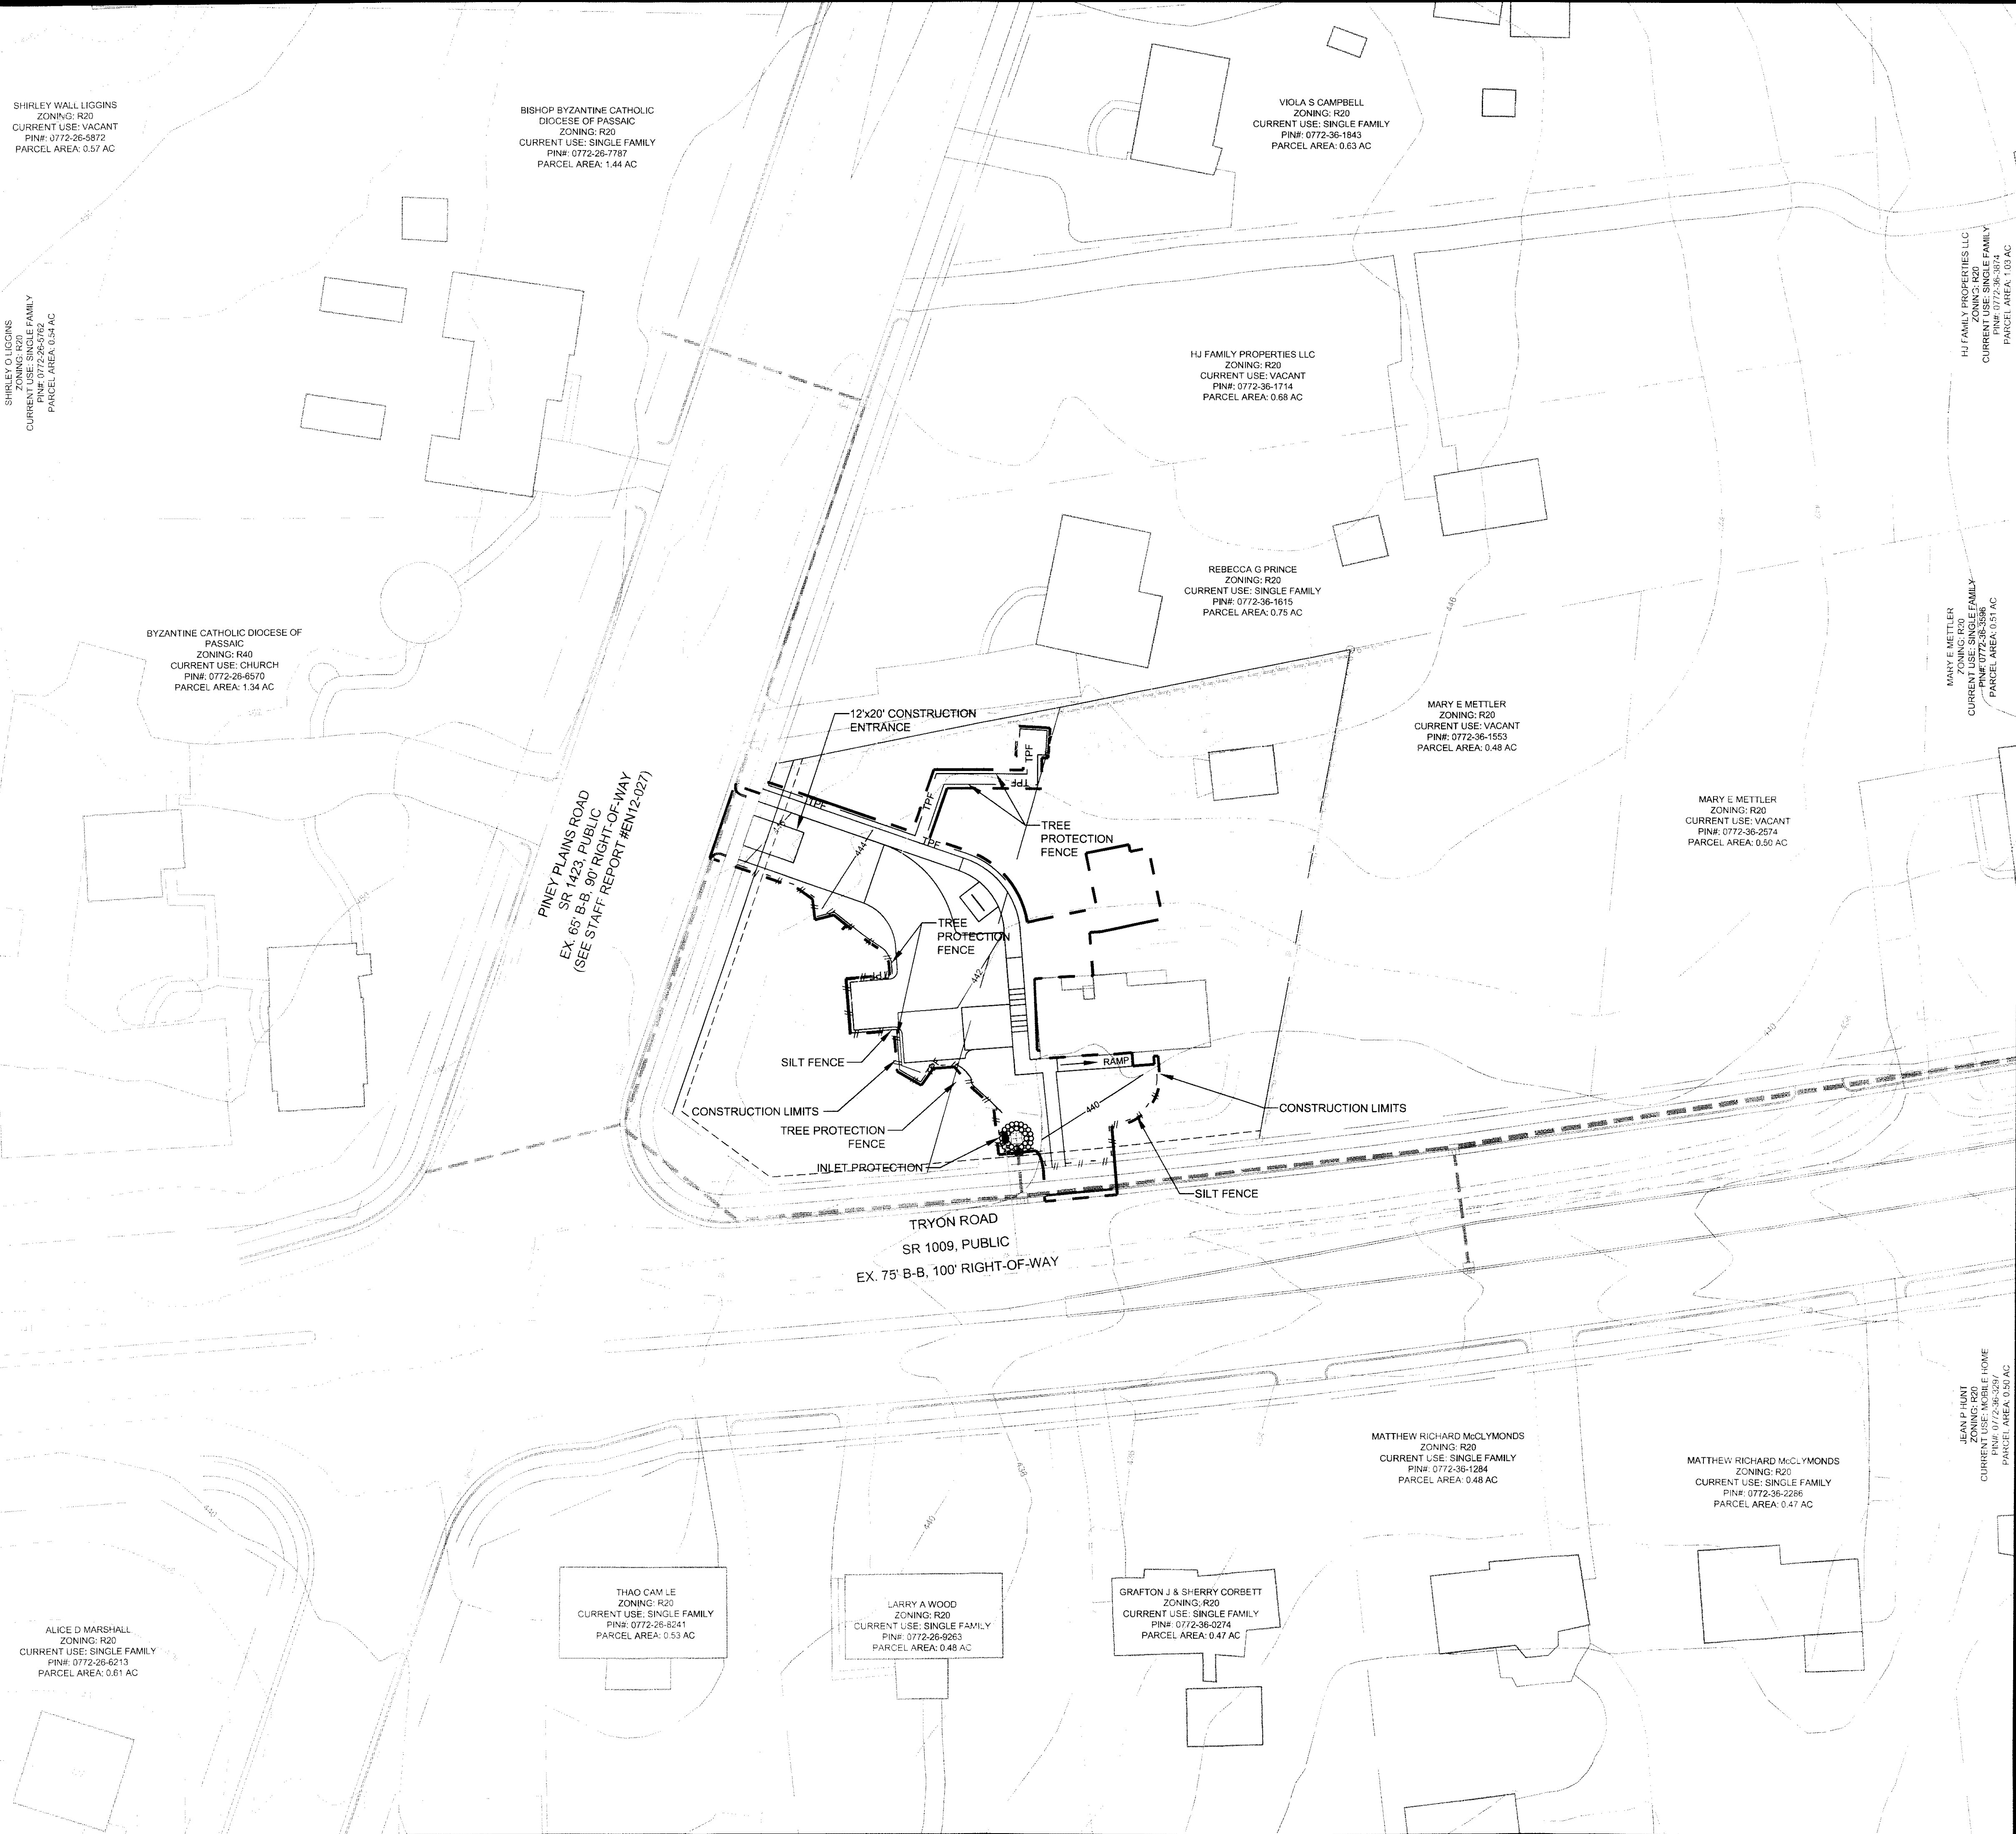 SHIRLEY WALL LIGGINS
ZONING: R20
CURRENT USE: VACANT
PIN#: 0772-26-5872
PARCEL AREA: 0.57 AC
BISHOP BYZANTINE CATHOLIC
DIOCESE OF PASSAIC
ZONING: R20
CURRENT USE: SINGLE FAMILY
PIN#: 0772-26-7787
PARCEL AREA: 1.44 AC
VIOLA S CAMPBELL
ZONING: R20
CURRENT USE: SINGLE FAMILY
PIN#: 0772-36-1843
PARCEL AREA: 0.63 AC
HJ FAMILY PROPERTIES LLC
ZONING: R20
CURRENT USE: SINGLE FAMILY
PIN#: 0772-36-3874
PARCEL AREA: 1.03 AC
SHIRLEY O LIGGINS
ZONING: R20
CURRENT USE: SINGLE FAMILY
PIN#: 0772-26-5762
PARCEL AREA: 0.54 AC
HJ FAMILY PROPERTIES LLC
ZONING: R20
CURRENT USE: VACANT
PIN#: 0772-36-1714
PARCEL AREA: 0.68 AC
REBECCA G PRINCE
ZONING: R20
CURRENT USE: SINGLE FAMILY
PIN#: 0772-36-1615
PARCEL AREA: 0.75 AC
446
MARY E METTLER
ZONING: R20
CURRENT USE: SINGLE FAMILY
PIN#: 0772-36-3596
PARCEL AREA: 0.51 AC
BYZANTINE CATHOLIC DIOCESE OF
PASSAIC
ZONING: R40
CURRENT USE: CHURCH
PIN#: 0772-26-6570
PARCEL AREA: 1.34 AC
MARY E METTLER
ZONING: R20
CURRENT USE: VACANT
PIN#: 0772-36-1553
PARCEL AREA: 0.48 AC
12'x20' CONSTRUCTION
ENTRANCE
TPF
TPF
TPF
TPF
TPF
MARY E METTLER
ZONING: R20
CURRENT USE: VACANT
PIN#: 0772-36-2574
PARCEL AREA: 0.50 AC
TREE
PROTECTION
FENCE
444
PINEY PLAINS ROAD
SR 1423, PUBLIC
EX. 65' B-B, 90' RIGHT-OF-WAY
(SEE STAFF REPORT #EN12-027)
450
TREE
PROTECTION
FENCE
TPF
442
440
SILT FENCE
RAMP
CONSTRUCTION LIMITS
440
CONSTRUCTION LIMITS
TREE PROTECTION
FENCE
INLET PROTECTION
SILT FENCE
TRYON ROAD
SR 1009, PUBLIC
EX. 75' B-B, 100' RIGHT-OF-WAY
JEAN P HUNT
ZONING: R20
CURRENT USE: MOBILE HOME
PIN#: 0772-36-3297
PARCEL AREA: 0.50 AC
MATTHEW RICHARD McCLYMONDS
ZONING: R20
CURRENT USE: SINGLE FAMILY
PIN#: 0772-36-1284
PARCEL AREA: 0.48 AC
MATTHEW RICHARD McCLYMONDS
ZONING: R20
CURRENT USE: SINGLE FAMILY
PIN#: 0772-36-2286
PARCEL AREA: 0.47 AC
438
438
440
440
THAO CAM LE
ZONING: R20
CURRENT USE: SINGLE FAMILY
PIN#: 0772-26-8241
PARCEL AREA: 0.53 AC
LARRY A WOOD
ZONING: R20
CURRENT USE: SINGLE FAMILY
PIN#: 0772-26-9263
PARCEL AREA: 0.48 AC
GRAFTON J & SHERRY CORBETT
ZONING: R20
CURRENT USE: SINGLE FAMILY
PIN#: 0772-36-0274
PARCEL AREA: 0.47 AC
ALICE D MARSHALL
ZONING: R20
CURRENT USE: SINGLE FAMILY
PIN#: 0772-26-6213
PARCEL AREA: 0.61 AC